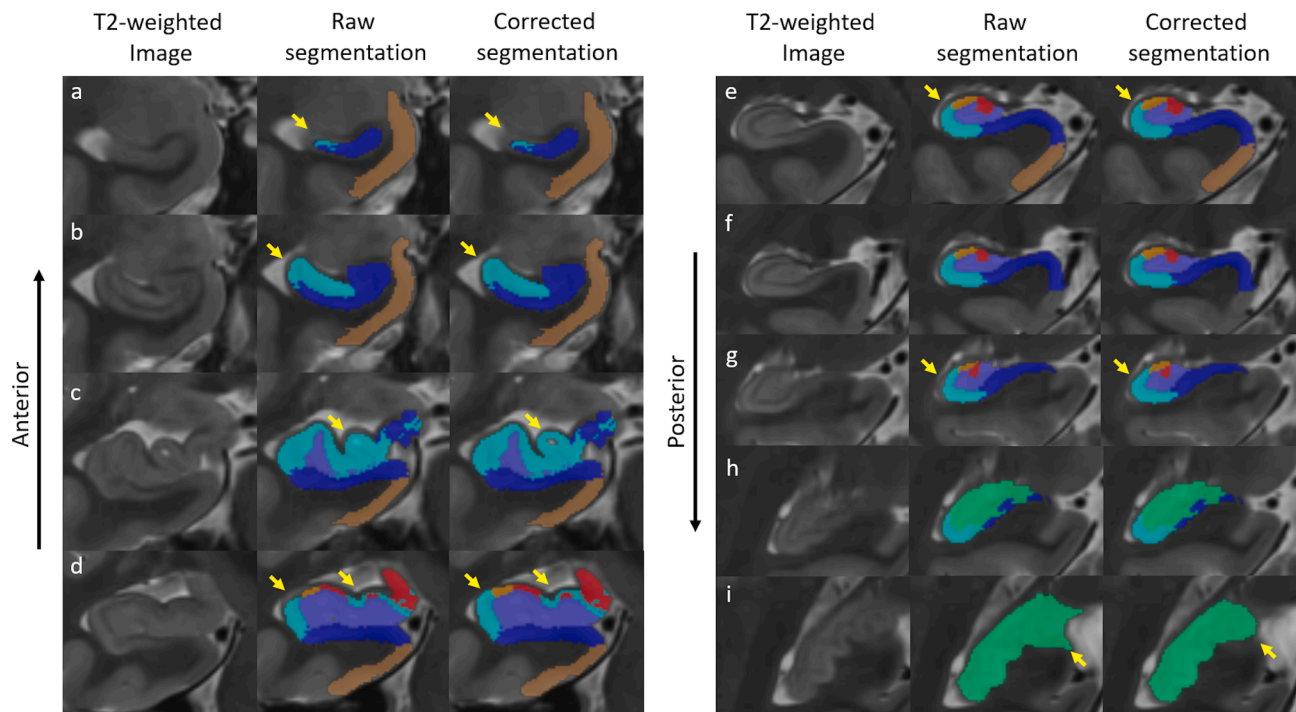 T2-weighted
Image
Raw
segmentation
Corrected
segmentation
T2-weighted
Image
Raw
segmentation
Corrected
segmentation
a
b
c
d
Anterior
e
f
g
h
i
Posterior